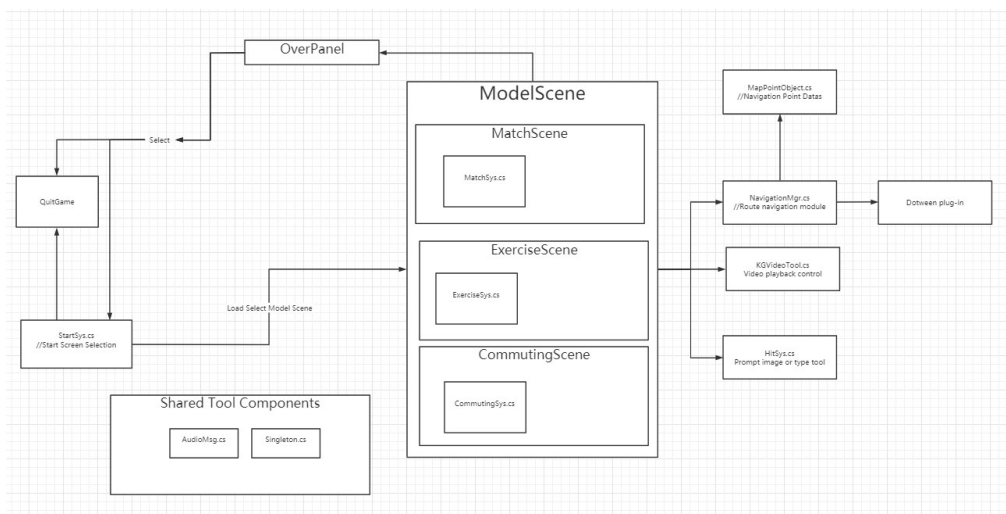 OverPanel
ModelScene
MapPointObject.cs
//Navigation Point Datas
MatchScene
Select
MatchSys.cs
QuitGame
NavigationMgr.cs
//Route navigation module
Dotween plug-in
ExerciseScene
KGVideoTool.cs
Video playback control
ExerciseSys.cs
Load Select Model Scene
StartSys.cs
//Start Screen Selection
HitSys.cs
Prompt image or type tool
CommutingScene
CommutingSys.cs
Shared Tool Components
AudioMsg.cs
Singleton.cs